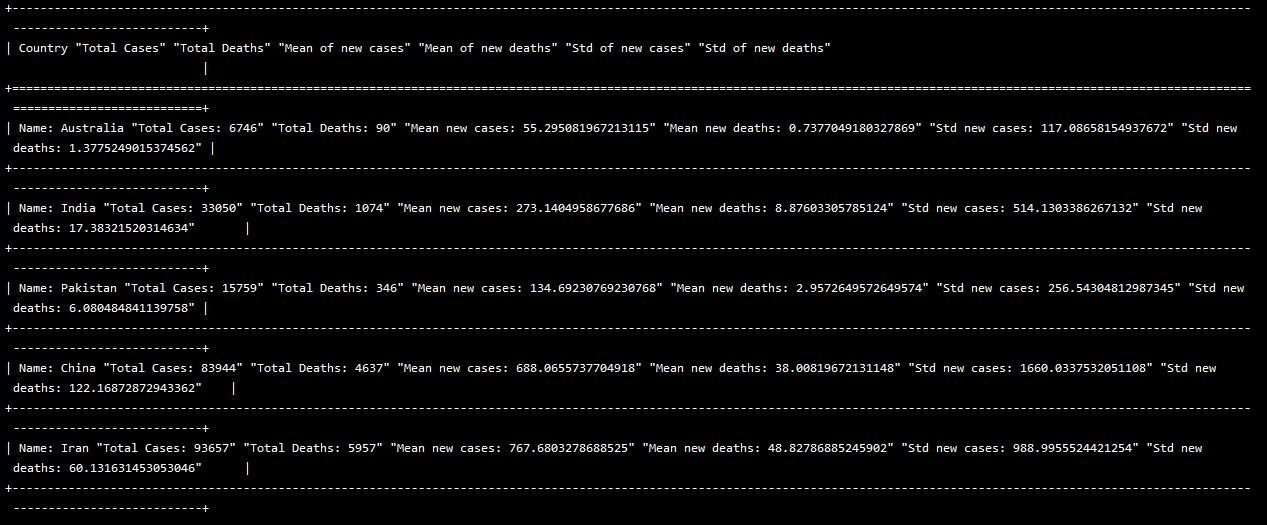 +---------------------------------------------------------------------------------------------------------------------------------------------------------------------------------
---------------------------+
| Country "Total Cases" "Total Deaths" "Mean of new cases" "Mean of new deaths" "Std of new cases" "Std of new deaths"
|
+=================================================================================================================================================================================
===========================+
| Name: Australia "Total Cases: 6746" "Total Deaths: 90" "Mean new cases: 55.295081967213115" "Mean new deaths: 0.7377049180327869" "Std new cases: 117.08658154937672" "Std new
deaths: 1.3775249015374562" |
+---------------------------------------------------------------------------------------------------------------------------------------------------------------------------------
---------------------------+
| Name: India "Total Cases: 33050" "Total Deaths: 1074" "Mean new cases: 273.1404958677686" "Mean new deaths: 8.87603305785124" "Std new cases: 514.1303386267132" "Std new
deaths: 17.38321520314634" |
+---------------------------------------------------------------------------------------------------------------------------------------------------------------------------------
---------------------------+
| Name: Pakistan "Total Cases: 15759" "Total Deaths: 346" "Mean new cases: 134.69230769230768" "Mean new deaths: 2.9572649572649574" "Std new cases: 256.54304812987345" "Std new
deaths: 6.080484841139758" |
+---------------------------------------------------------------------------------------------------------------------------------------------------------------------------------
---------------------------+
| Name: China "Total Cases: 83944" "Total Deaths: 4637" "Mean new cases: 688.0655737704918" "Mean new deaths: 38.00819672131148" "Std new cases: 1660.0337532051108" "Std new
deaths: 122.16872872943362" |
+---------------------------------------------------------------------------------------------------------------------------------------------------------------------------------
---------------------------+
| Name: Iran "Total Cases: 93657" "Total Deaths: 5957" "Mean new cases: 767.6803278688525" "Mean new deaths: 48.82786885245902" "Std new cases: 988.9955524421254" "Std new
deaths: 60.131631453053046" |
+---------------------------------------------------------------------------------------------------------------------------------------------------------------------------------
---------------------------+